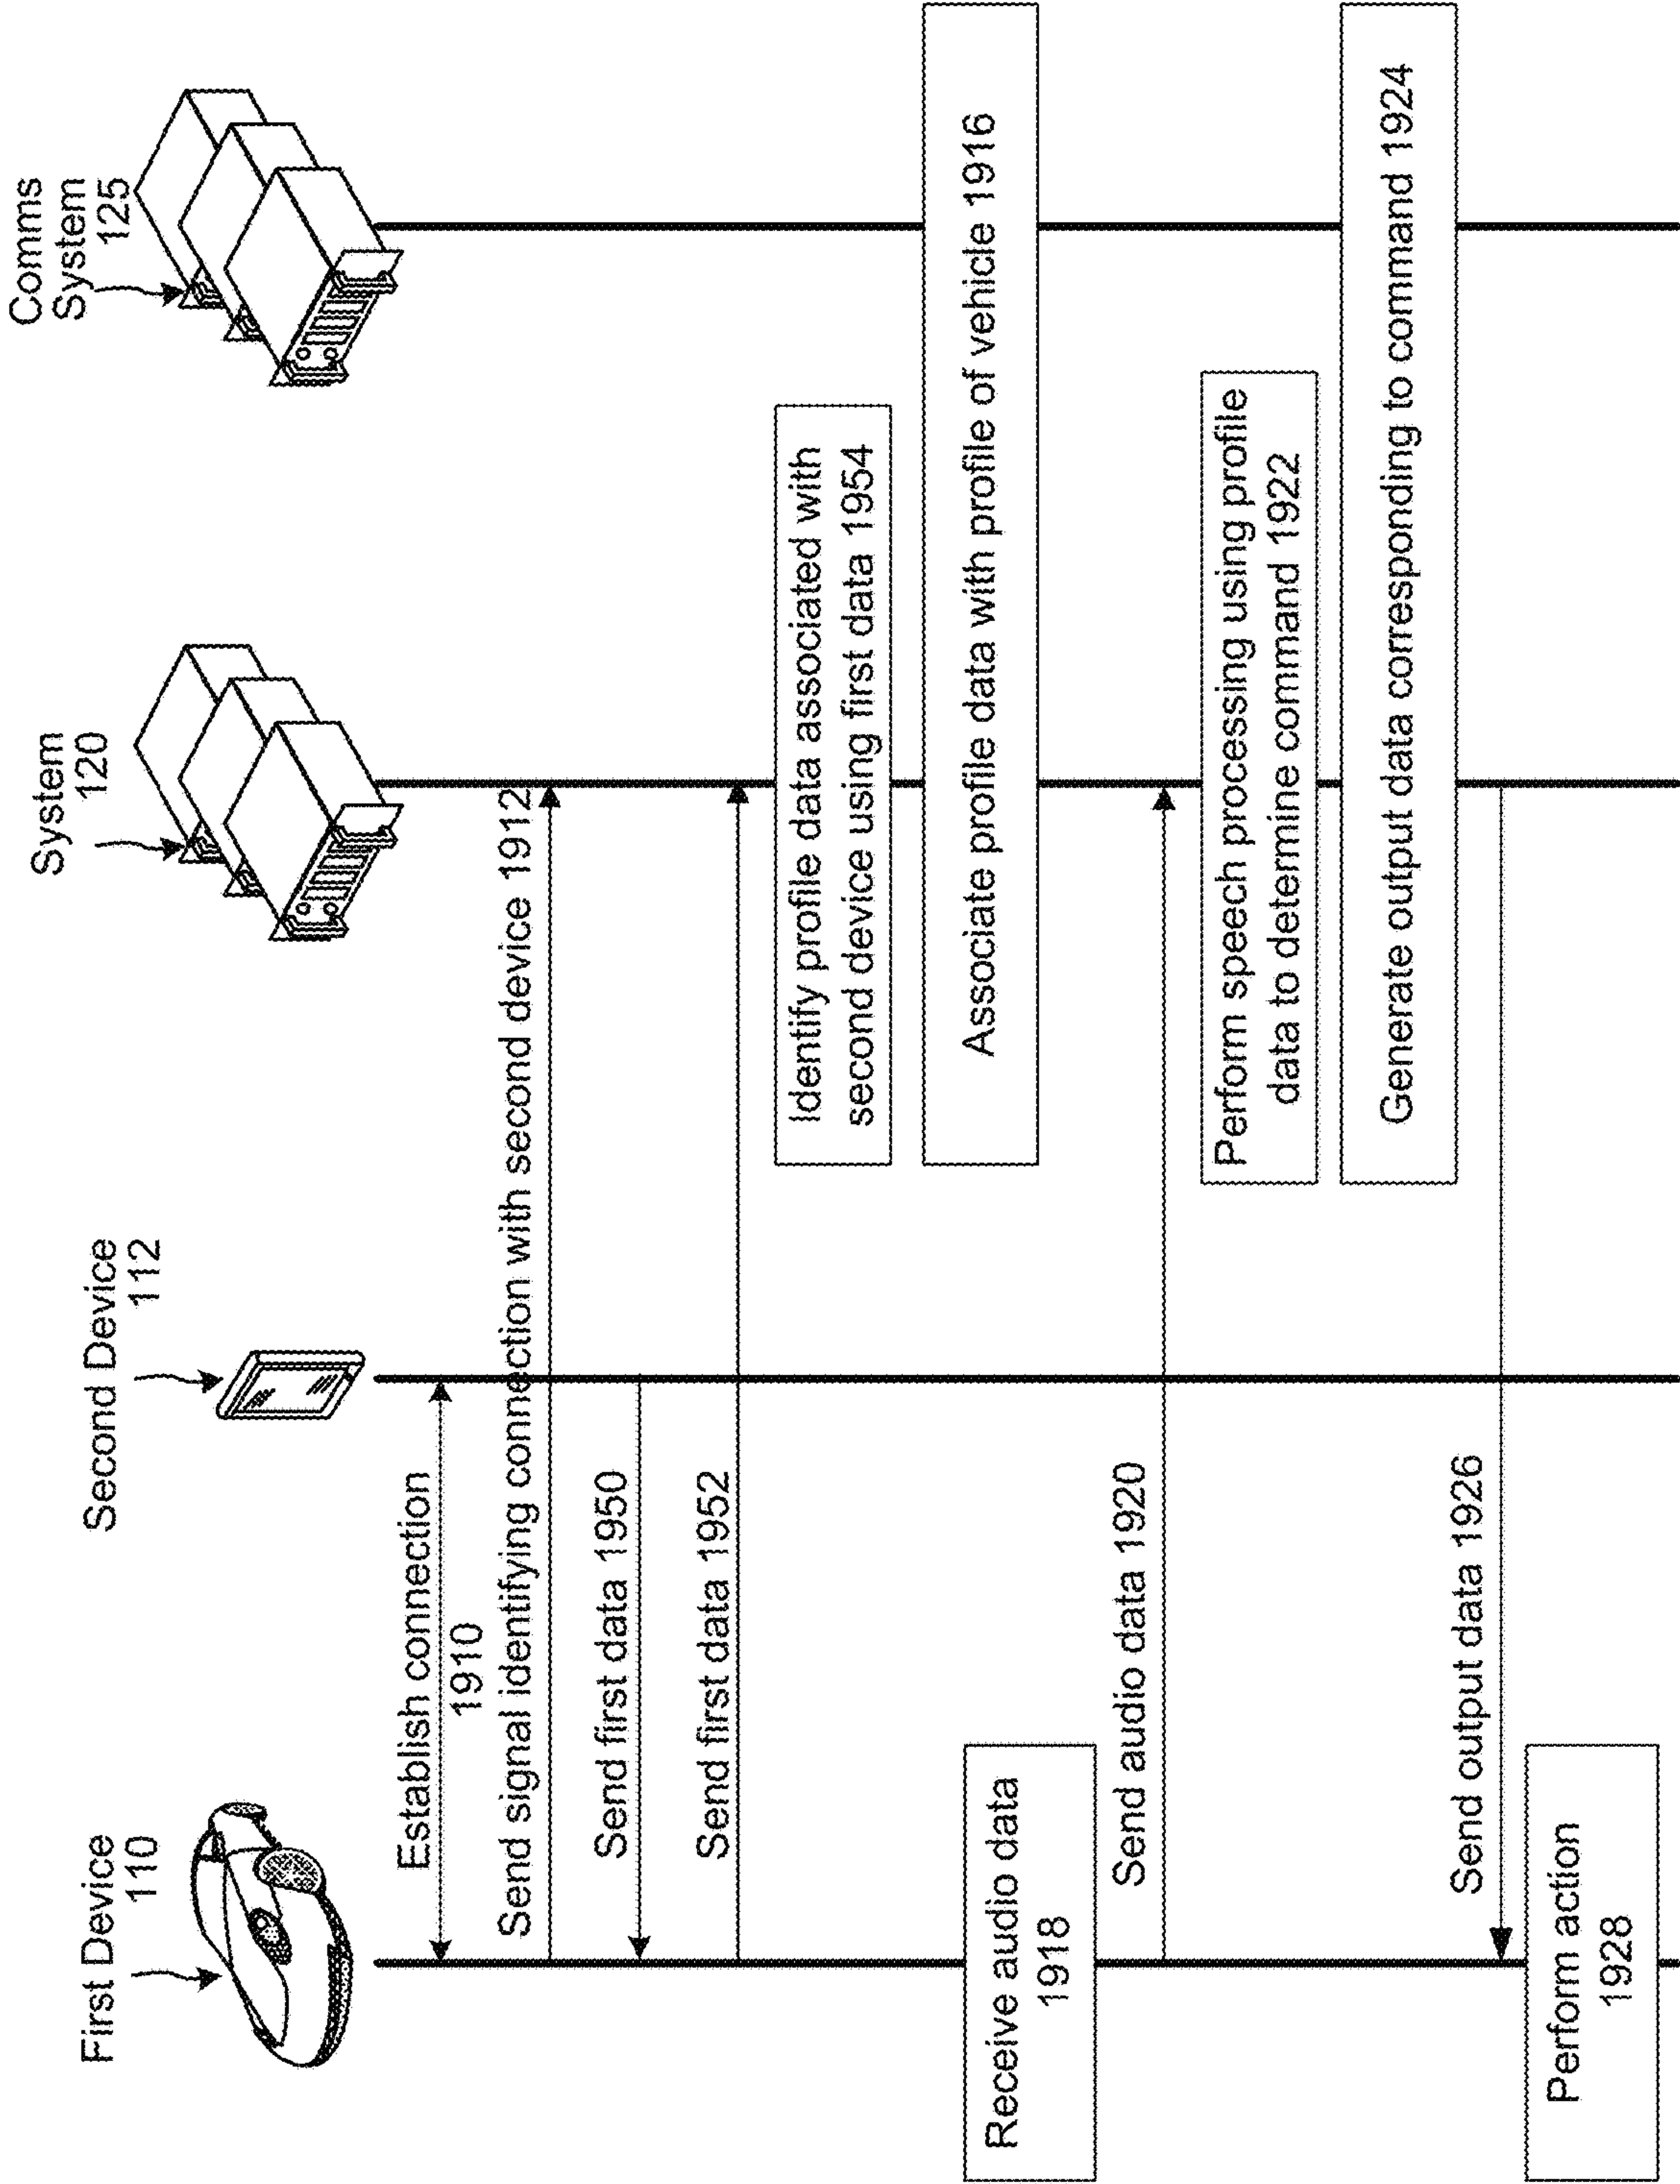 First Device
110
Second Device
112
System
120
Comms
System
125
Establish connection
1910
Send signal identifying connection with second device 1912
Send first data 1950
Send first data 1952
Identify profile data associated with
second device using first data 1954
Associate profile data with profile of vehicle 1916
Receive audio data
1918
Send audio data 1920
Perform speech processing using profile
data to determine command 1922
Generate output data corresponding to command 1924
Send output data 1926
Perform action
1928